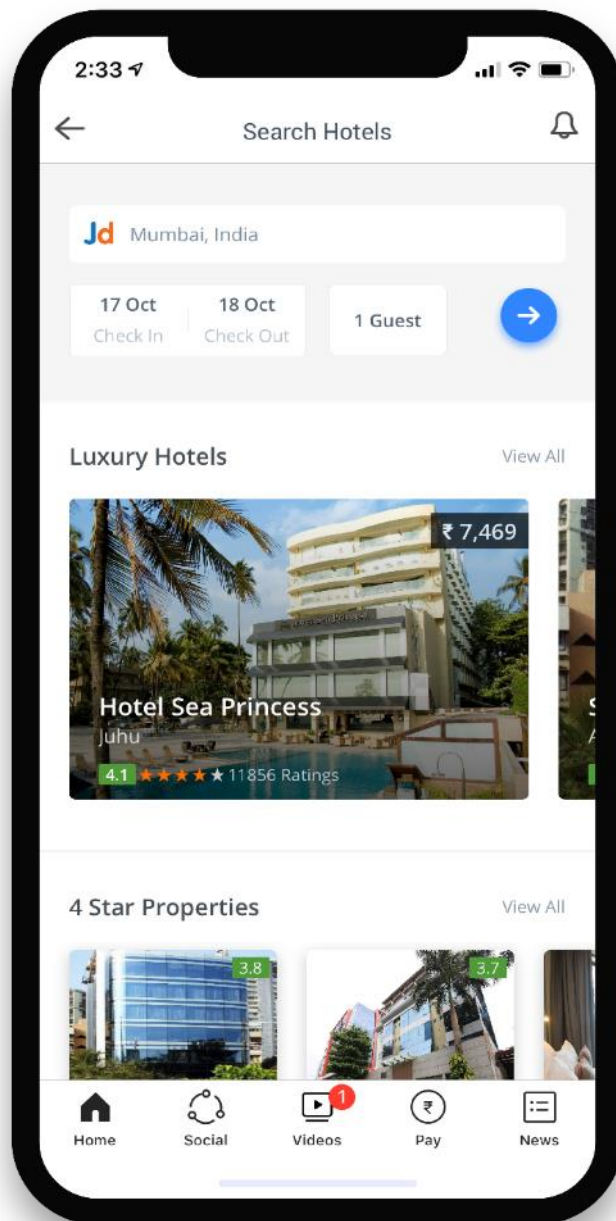 2:33
Search Hotels
Jd Mumbai, India
17 Oct 18 Oct 1 Guest
Check In Check Out
Luxury Hotels View All
₹ 7,469
Hotel Sea Princess
Juhu
4.1 11856 Ratings
4 Star Properties View All
3.8 3.7
1
Home Social Videos Pay News